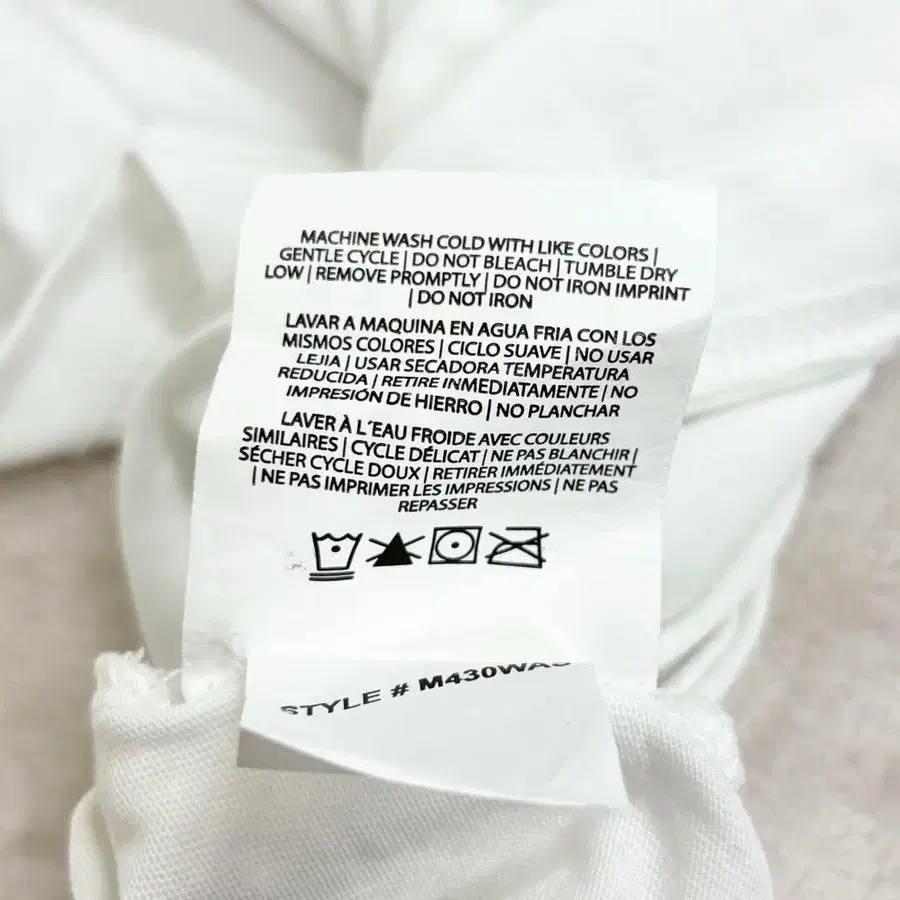 MACHINE WASH COLD WITH LIKE COLORS |
GENTLE CYCLE | DO NOT BLEACH | TUMBLE DRY
LOW | REMOVE PROMPTLY | DO NOT IRON IMPRINT
| DO NOT IRON
LAVAR A MAQUINA EN AGUA FRIA CON LOS
MISMOS COLORES | CICLO SUAVE | NO USAR
LEJIA | USAR SECADORA TEMPERATURA
REDUCIDA | RETIRE INMEDIATAMENTE | NO
IMPRESIÓN DE HIERRO | NO PLANCHAR
LAVER À L´EAU FROIDE AVEC COULEURS
SIMILAIRES | CYCLE DÉLICAT | NE PAS BLANCHIR |
SÉCHER CYCLE DOUX | RETIRER IMMÉDIATEMENT
| NE PAS IMPRIMER LES IMPRESSIONS | NE PAS
REPASSER
STYLE #